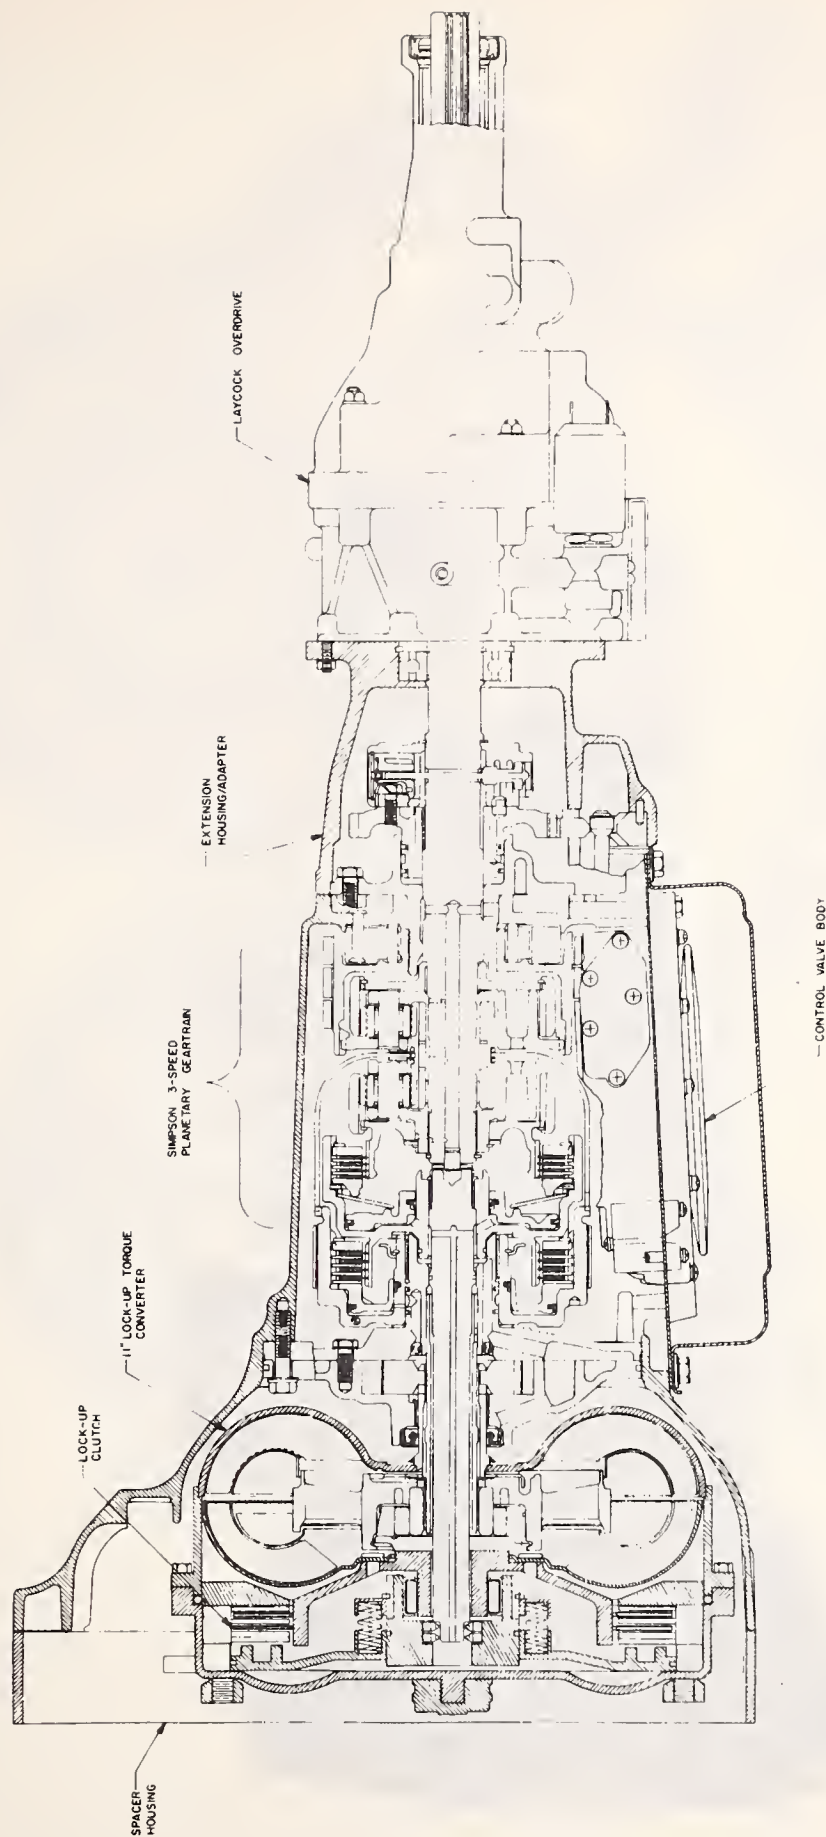 LAYCOCK OVERDRIVE
EXTENSION
HOUSING/ADAPTER
SIMPSON 3-SPEED
PLANETARY GEARTRAIN
11" LOCK-UP TORQUE
CONVERTER
LOCK-UP
CLUTCH
SPACER
HOUSING
CONTROL VALVE BODY